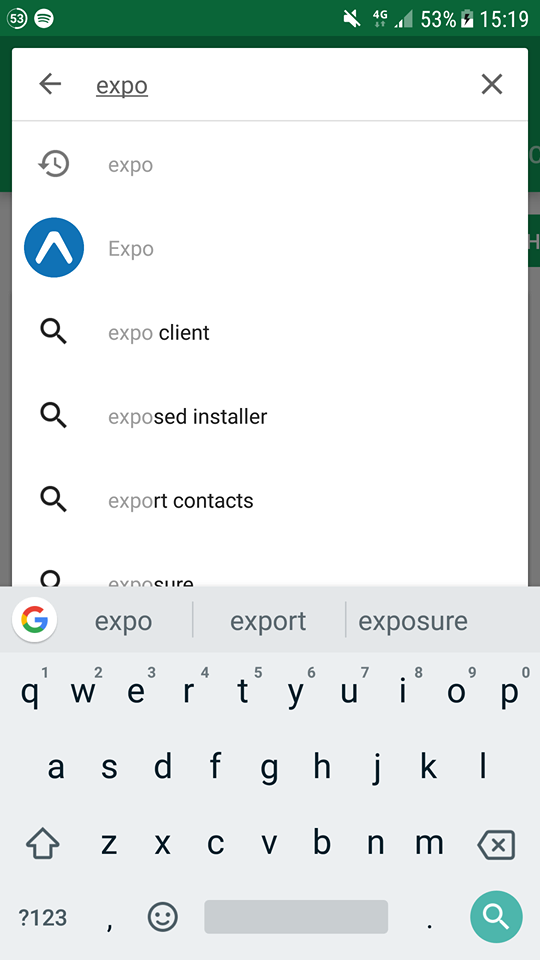 53 4G 53% 15:19
expo
expo
Expo
expo client
exposed installer
export contacts
exposure
G expo export exposure
1 2 3 4 5 6 7 8 9 0
q w e r t y u i o p
a s d f g h j k l
z x c v b n m
?123 , .